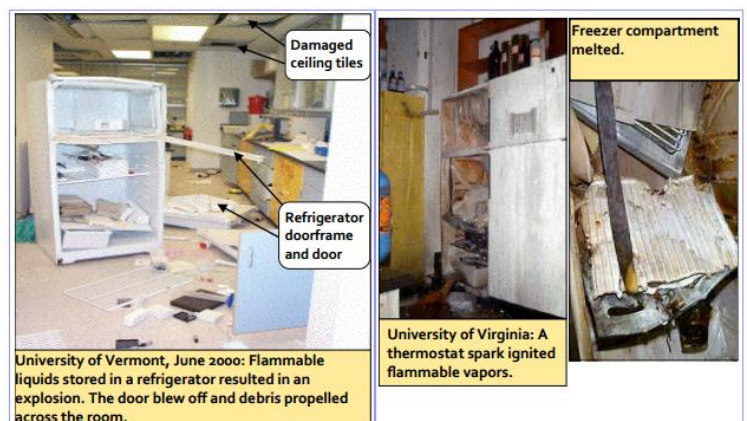 Damaged
ceiling tiles
Refrigerator
doorframe
and door
University of Vermont, June 2000: Flammable
liquids stored in a refrigerator resulted in an
explosion. The door blew off and debris propelled
across the room.
University of Virginia: A
thermostat spark ignited
flammable vapors.
Freezer compartment
melted.